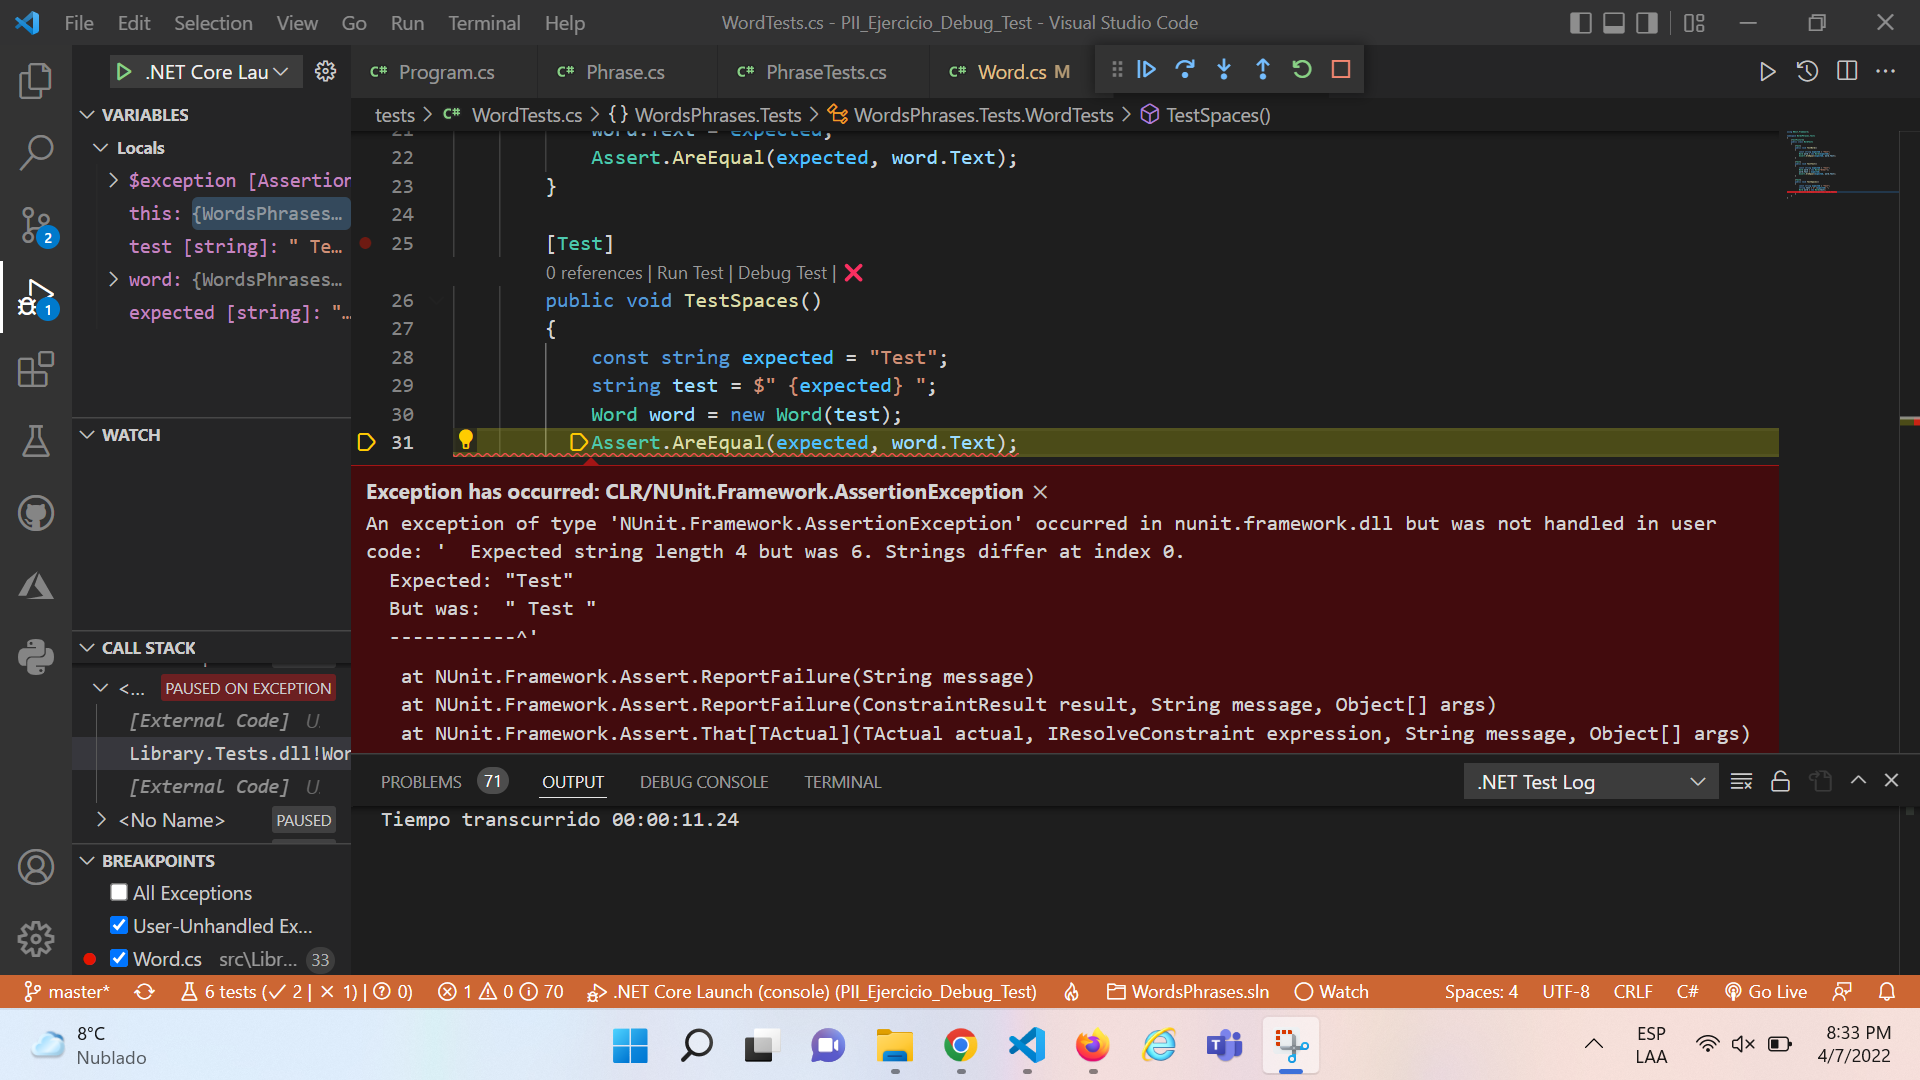 File Edit Selection View Go Run Terminal Help
WordTests.cs - PII_Ejercicio_Debug_Test - Visual Studio Code
.NET Core Lau
Program.cs
Phrase.cs
PhraseTests.cs
Word.cs M
tests > WordTests.cs > {} WordsPhrases.Tests > WordsPhrases.Tests.WordTests > TestSpaces()
VARIABLES
Locals
$exception [Assertion
this: {WordsPhrases...
test [string]: " Te...
word: {WordsPhrases...
expected [string]: "...
WATCH
CALL STACK
<... PAUSED ON EXCEPTION
[External Code] U
Library.Tests.dll!Wor
[External Code] U
<No Name> PAUSED
BREAKPOINTS
All Exceptions
User-Unhandled Ex...
Word.cs src\Libr... 33
21 word.Text = expected;
22 Assert.AreEqual(expected, word.Text);
23 }
24
25 [Test]
0 references | Run Test | Debug Test |
26 public void TestSpaces()
27 {
28 const string expected = "Test";
29 string test = $" {expected} ";
30 Word word = new Word(test);
31 Assert.AreEqual(expected, word.Text);
Exception has occurred: CLR/NUnit.Framework.AssertionException
An exception of type 'NUnit.Framework.AssertionException' occurred in nunit.framework.dll but was not handled in user
code: '  Expected string length 4 but was 6. Strings differ at index 0.
Expected: "Test"
But was:  " Test "
-----------^'
at NUnit.Framework.Assert.ReportFailure(String message)
at NUnit.Framework.Assert.ReportFailure(ConstraintResult result, String message, Object[] args)
at NUnit.Framework.Assert.That[TActual](TActual actual, IResolveConstraint expression, String message, Object[] args)
PROBLEMS 71 OUTPUT DEBUG CONSOLE TERMINAL
.NET Test Log
Tiempo transcurrido 00:00:11.24
2
1
master* 6 tests (✓ 2 | × 1) | ? 0) 1 0 70 .NET Core Launch (console) (PII_Ejercicio_Debug_Test) WordsPhrases.sln Watch Spaces: 4 UTF-8 CRLF C# Go Live
8°C
Nublado
ESP
LAA
8:33 PM
4/7/2022